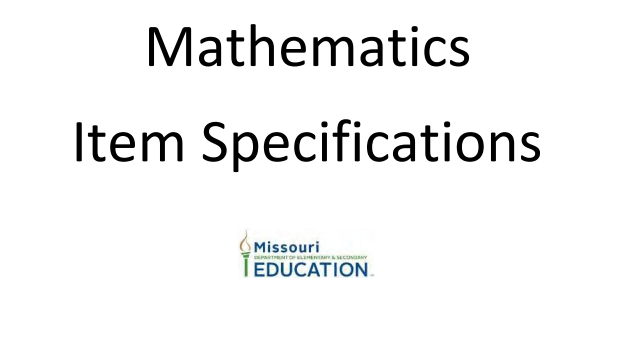 Mathematics
Item Specifications
Missouri
DEPARTMENT OF ELEMENTARY & SECONDARY
EDUCATION